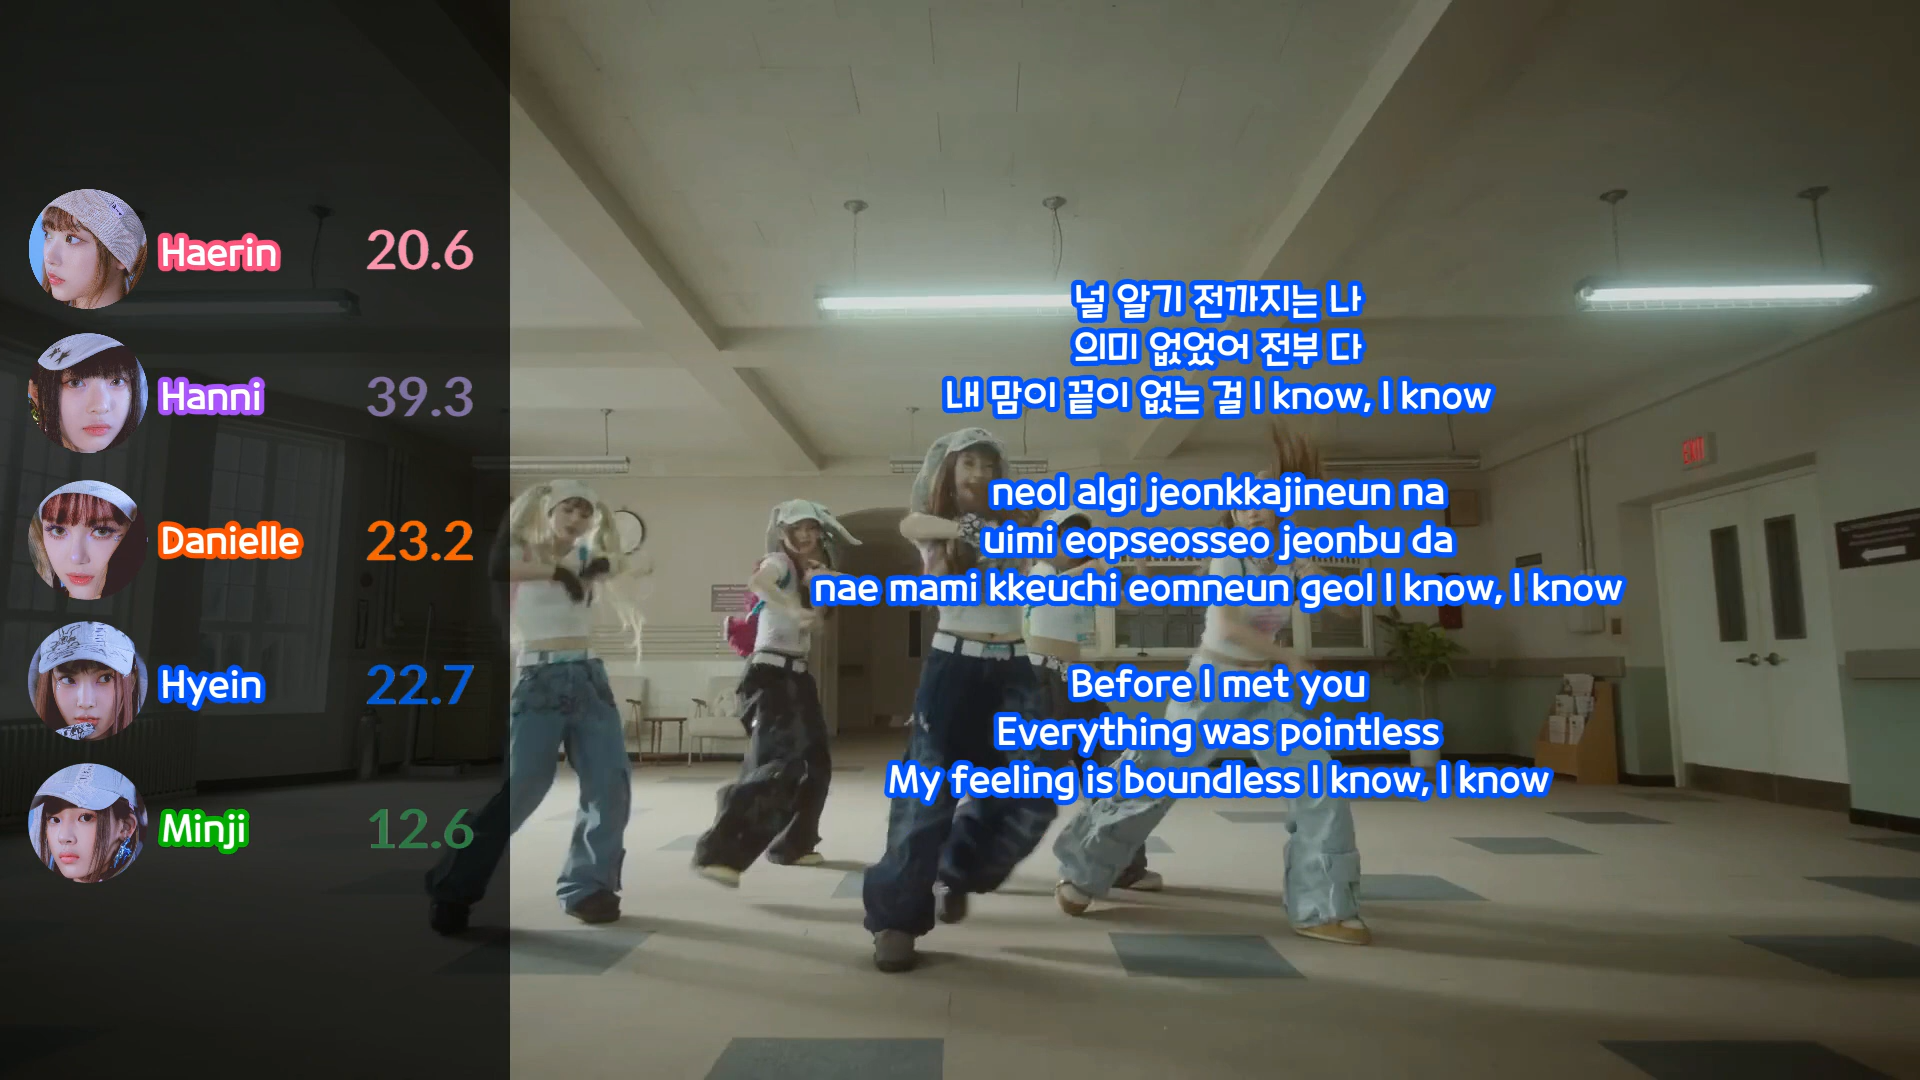 Haerin 20.6
Hanni 39.3
Danielle 23.2
Hyein 22.7
Minji 12.6
널 알기 전까지는 나
의미 없었어 전부 다
내 맘이 끝이 없는 걸 I know, I know
neol algi jeonkkajineun na
uimi eopseosseo jeonbu da
nae mami kkeuchi eomneun geol I know, I know
Before I met you
Everything was pointless
My feeling is boundless I know, I know
EXIT